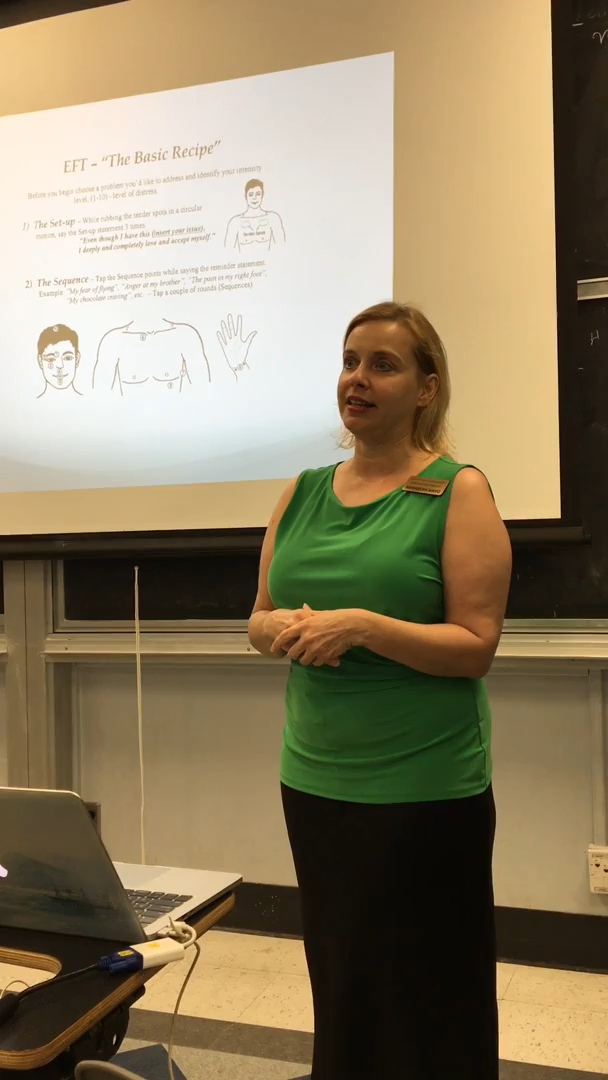 EFT – "The Basic Recipe"
Before you begin choose a problem you'd like to address and identify your intensity
level, (1-10) - level of distress.
1) The Set-up – While rubbing the tender spots in a circular
motion, say the Set-up statement 3 times.
"Even though I have this (insert your issue),
I deeply and completely love and accept myself."
2) The Sequence – Tap the Sequence points while saying the reminder statement.
Example: "My fear of flying", "Anger at my brother", "The pain in my right foot",
"My chocolate craving", etc. – Tap a couple of rounds (Sequences)